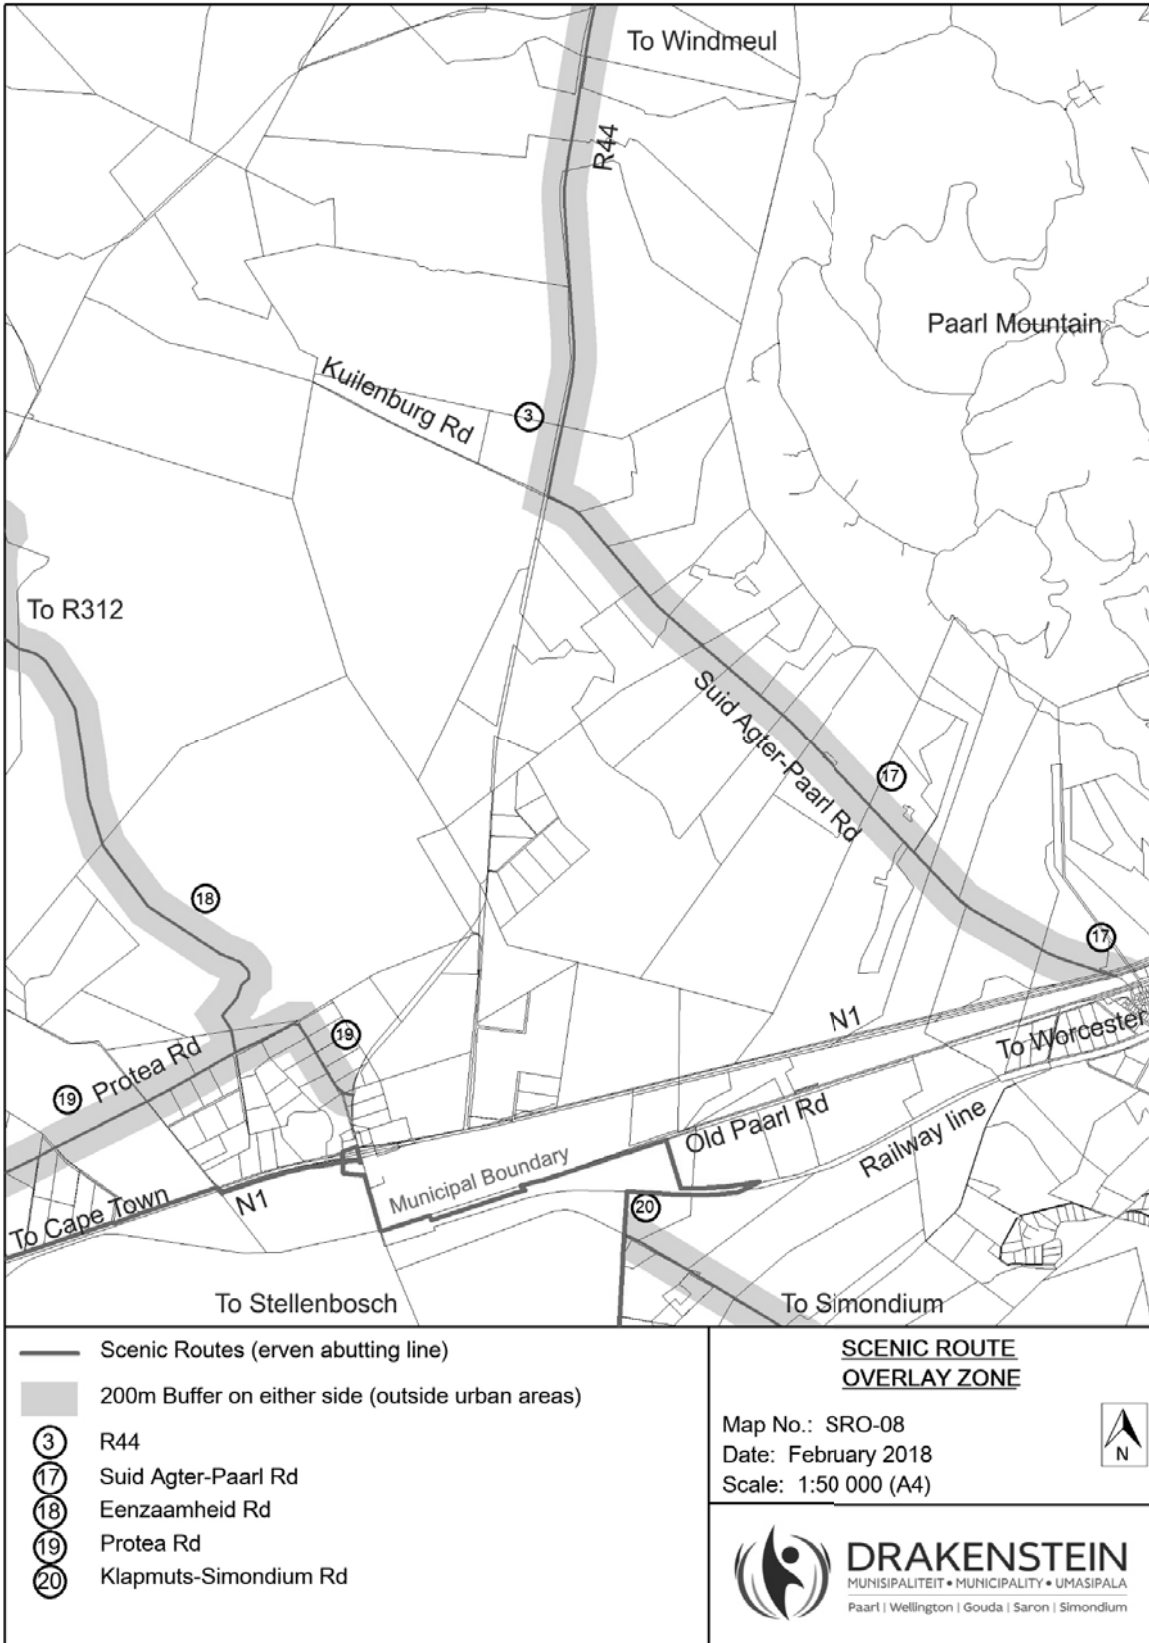 To Windmeul
R44
Paarl Mountain
Kuilenburg Rd
3
To R312
Suid Agter-Paarl Rd
17
18
17
19
N1
To Worcester
Protea Rd
19
Old Paarl Rd
Railway line
Municipal Boundary
To Cape Town
N1
20
To Stellenbosch
To Simondium
Scenic Routes (erven abutting line)
200m Buffer on either side (outside urban areas)
3 R44
17 Suid Agter-Paarl Rd
18 Eenzaamheid Rd
19 Protea Rd
20 Klapmuts-Simondium Rd
SCENIC ROUTE
OVERLAY ZONE
Map No.: SRO-08
Date: February 2018
Scale: 1:50 000 (A4)
N
DRAKENSTEIN
MUNISIPALITEIT • MUNICIPALITY • UMASIPALA
Paarl | Wellington | Gouda | Saron | Simondium